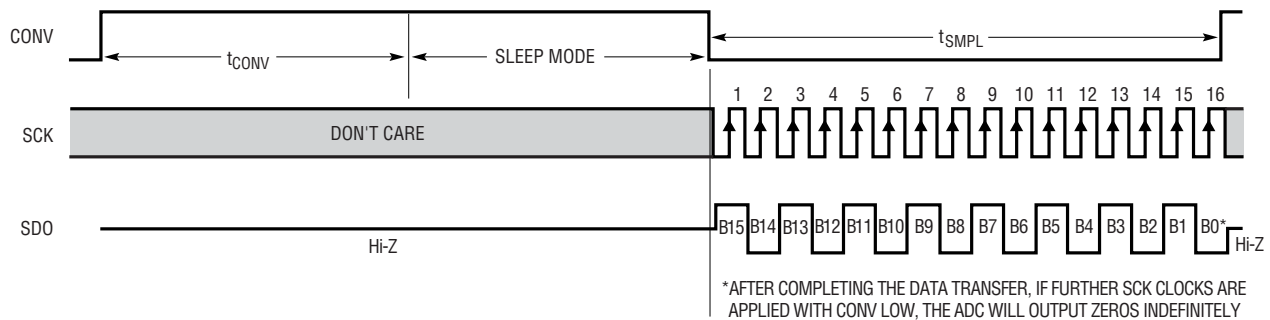 CONV
tCONV
SLEEP MODE
tSMPL
1 2 3 4 5 6 7 8 9 10 11 12 13 14 15 16
SCK
DON'T CARE
SDO
B15 B14 B13 B12 B11 B10 B9 B8 B7 B6 B5 B4 B3 B2 B1 B0*
Hi-Z
Hi-Z
*AFTER COMPLETING THE DATA TRANSFER, IF FURTHER SCK CLOCKS ARE
APPLIED WITH CONV LOW, THE ADC WILL OUTPUT ZEROS INDEFINITELY